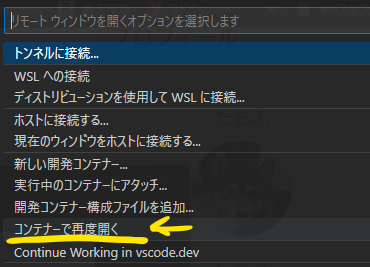 リモート ウィンドウを開くオプションを選択します
トンネルに接続...
WSL への接続
ディストリビューションを使用して WSL に接続...
ホストに接続する...
現在のウィンドウをホストに接続する...
新しい開発コンテナー...
実行中のコンテナーにアタッチ...
開発コンテナー構成ファイルを追加...
コンテナーで再度開く
Continue Working in vscode.dev